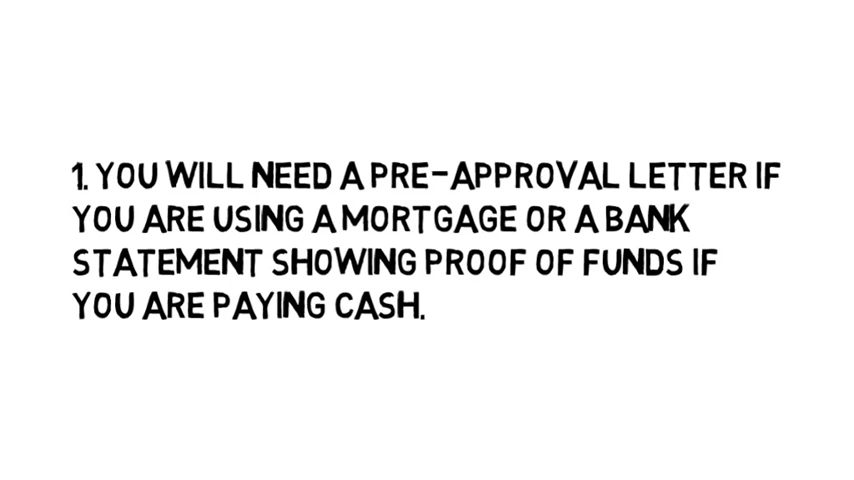 1. YOU WILL NEED A PRE-APPROVAL LETTER IF
YOU ARE USING A MORTGAGE OR A BANK
STATEMENT SHOWING PROOF OF FUNDS IF
YOU ARE PAYING CASH.